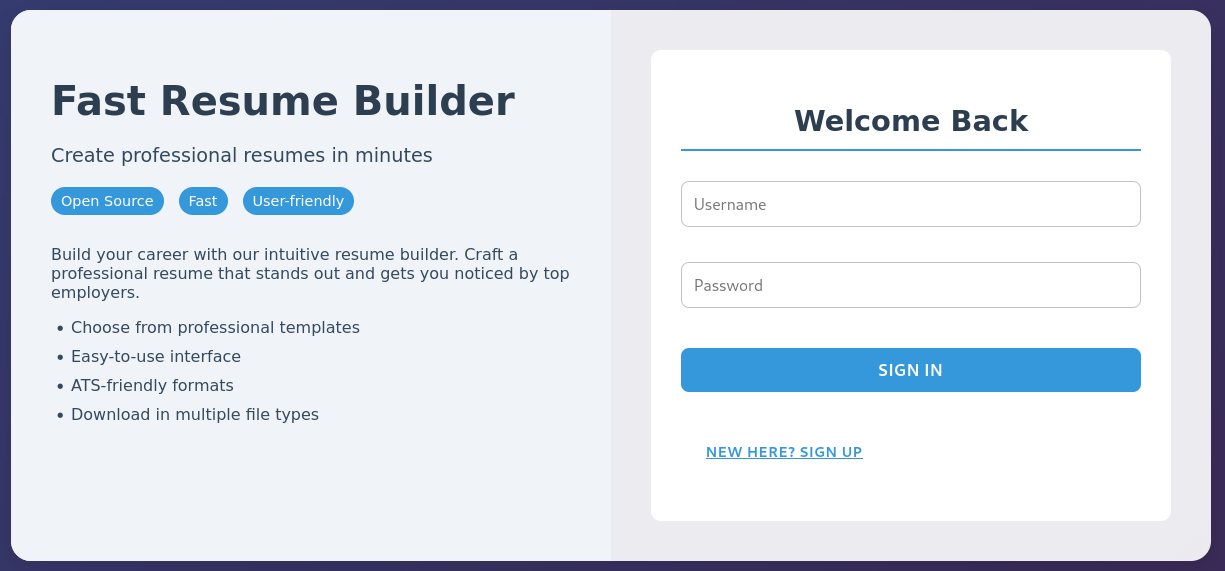 Fast Resume Builder
Create professional resumes in minutes
Open Source Fast User-friendly
Build your career with our intuitive resume builder. Craft a
professional resume that stands out and gets you noticed by top
employers.
• Choose from professional templates
• Easy-to-use interface
• ATS-friendly formats
• Download in multiple file types
Welcome Back
Username
Password
SIGN IN
NEW HERE? SIGN UP